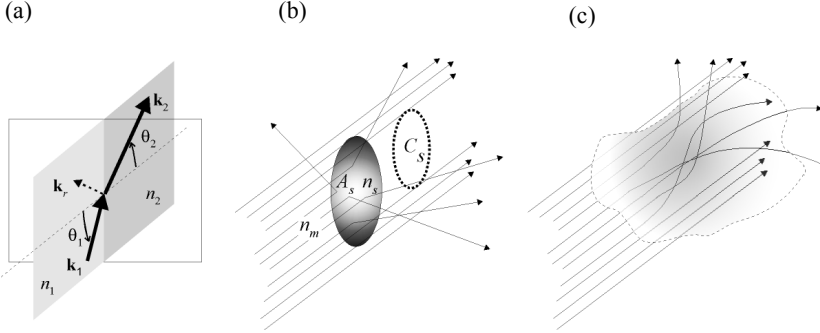 (a)
(b)
(c)
k₂
θ₂
kᵣ
n₂
θ₁
k₁
n₁
Aₛ nₛ
Cₛ
nₘ